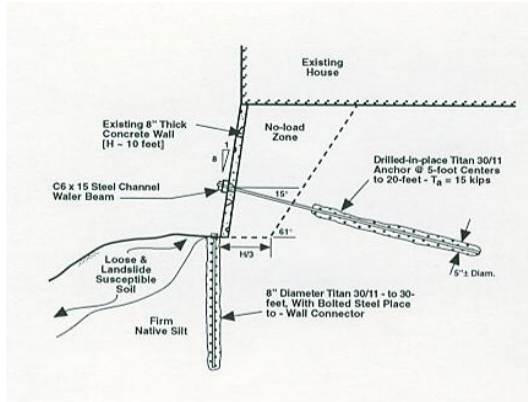 Existing
House
Existing 8" Thick
Concrete Wall
[H ~ 10 feet]
No-load
Zone
8
1
Drilled-in-place Titan 30/11
Anchor @ 5-foot Centers
to 20-feet - Ta = 15 kips
C6 x 15 Steel Channel
Waler Beam
15°
61°
H/3
5"± Diam.
Loose &
Landslide
Susceptible
Soil
8" Diameter Titan 30/11 - to 30-
feet, With Bolted Steel Place
to - Wall Connector
Firm
Native Silt